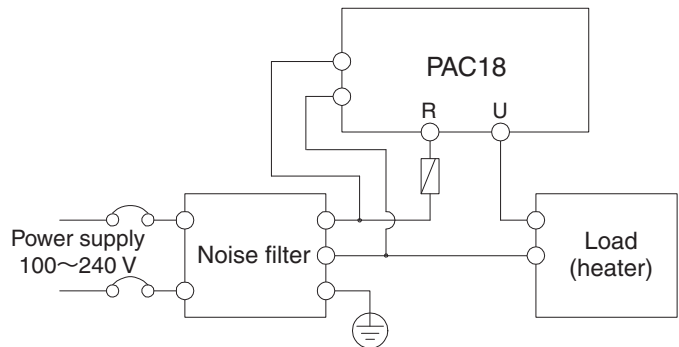 PAC18
R U
Power supply
100～240 V
Noise filter
Load
(heater)